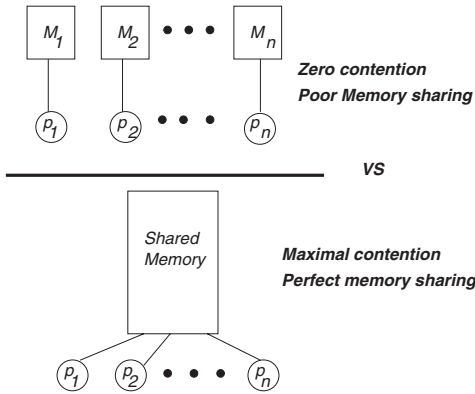 M1 M2 Mn
Zero contention
Poor Memory sharing
p1 p2 pn
VS
Shared
Memory
Maximal contention
Perfect memory sharing
p1 p2 pn